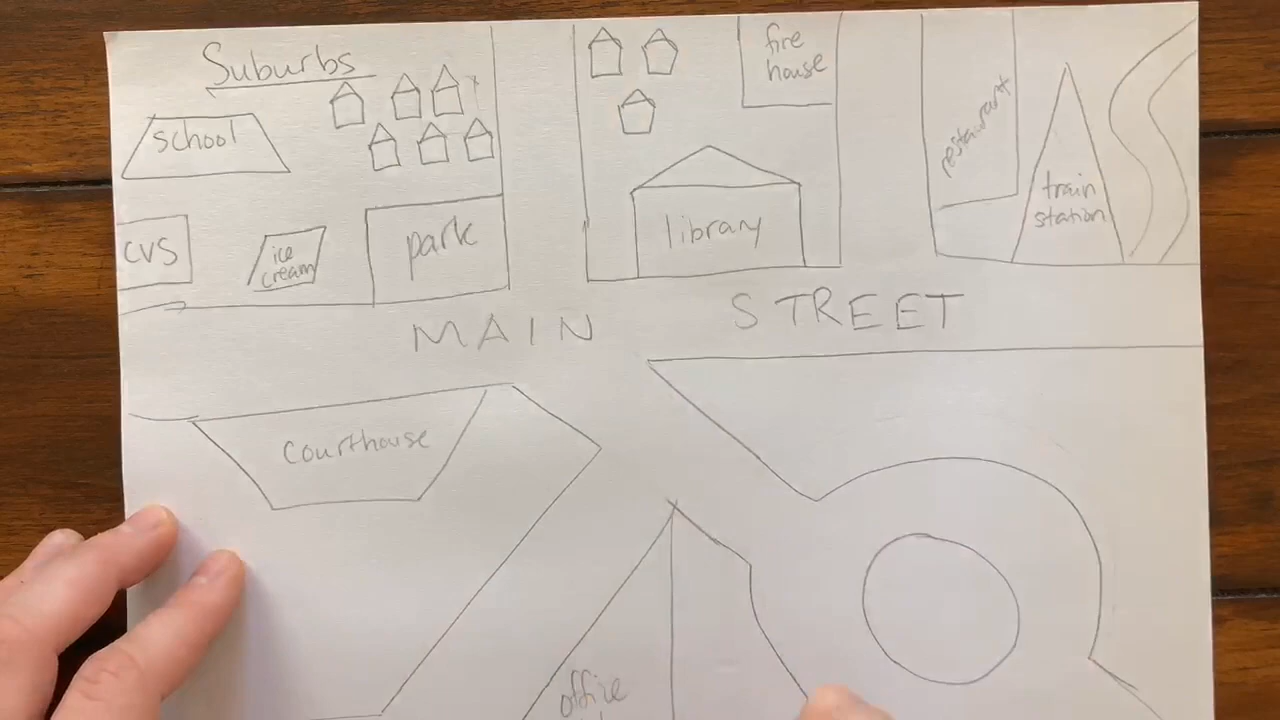 Suburbs
school
CVS
ice
cream
park
fire
house
library
restaurant
train
station
MAIN STREET
courthouse
office